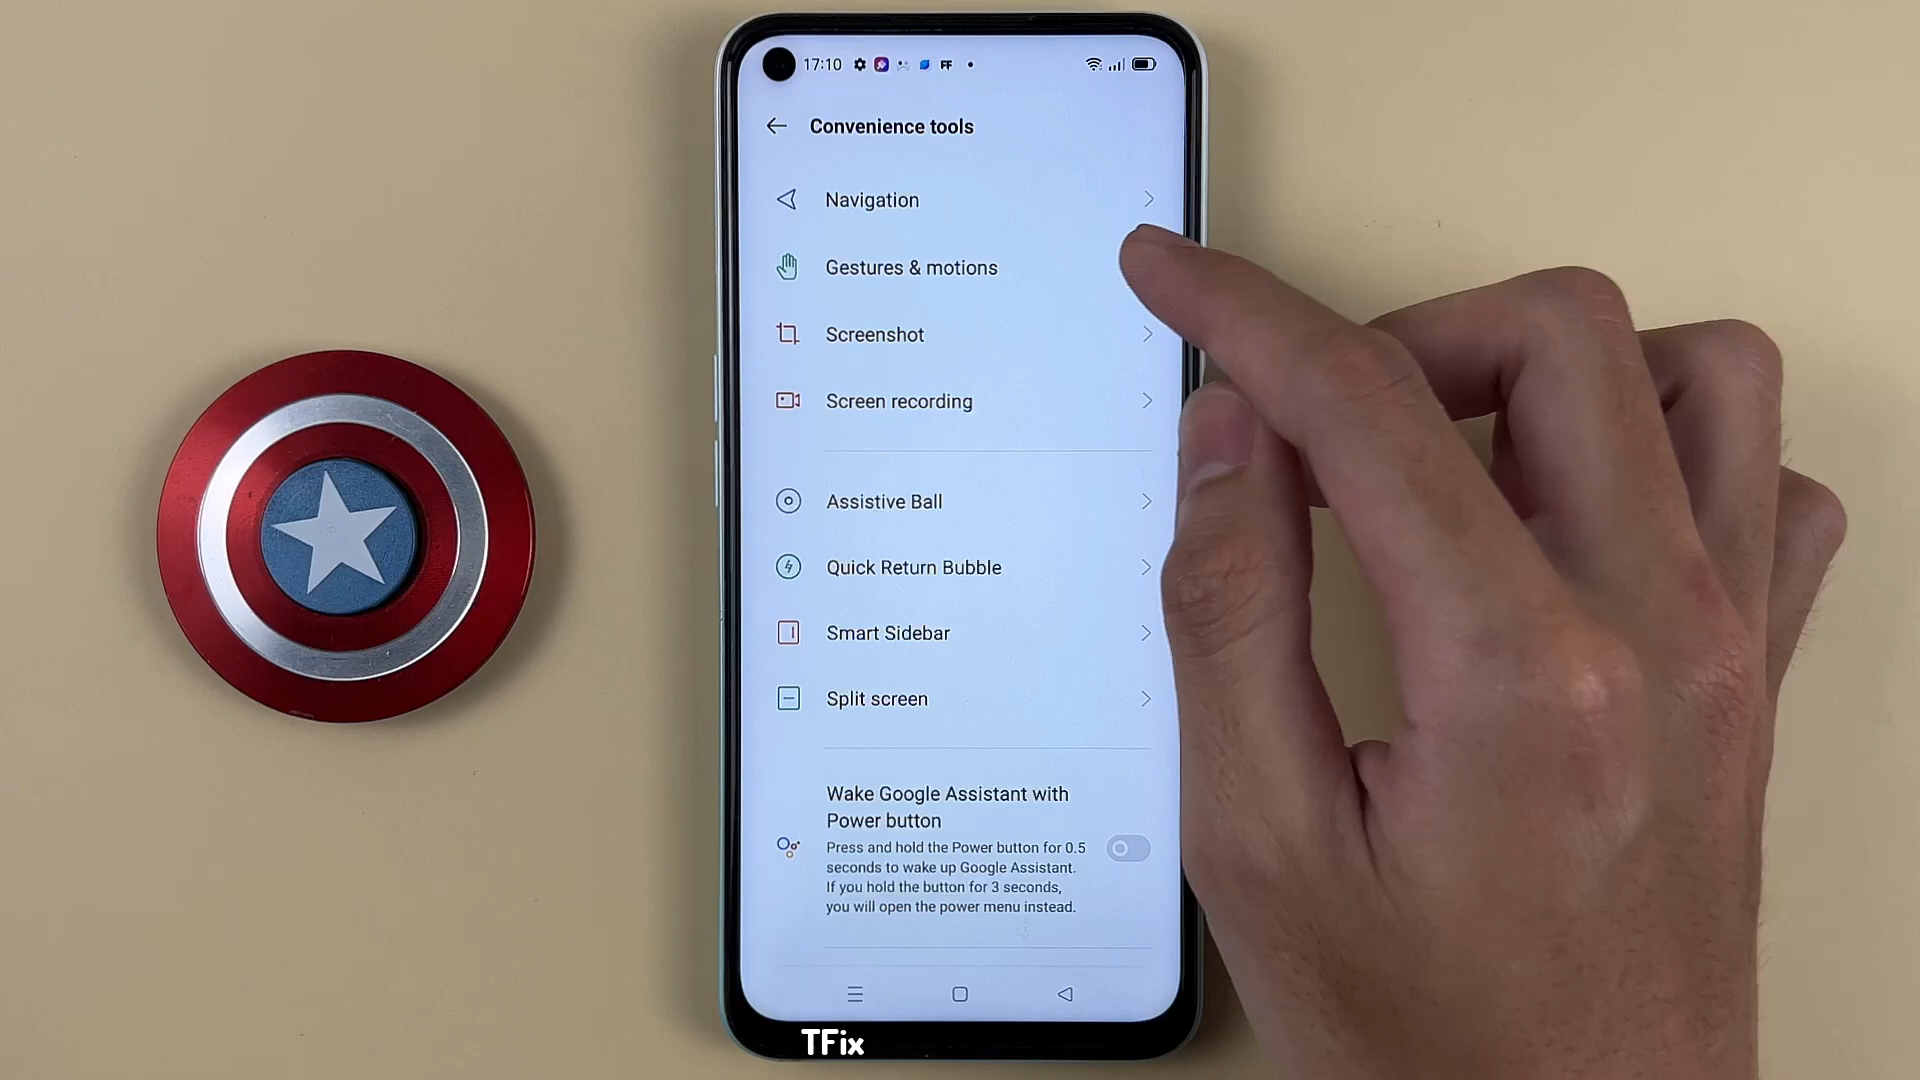 17:10 FF
Convenience tools
Navigation
Gestures & motions
Screenshot
Screen recording
Assistive Ball
Quick Return Bubble
Smart Sidebar
Split screen
Wake Google Assistant with
Power button
Press and hold the Power button for 0.5
seconds to wake up Google Assistant.
If you hold the button for 3 seconds,
you will open the power menu instead.
TFix